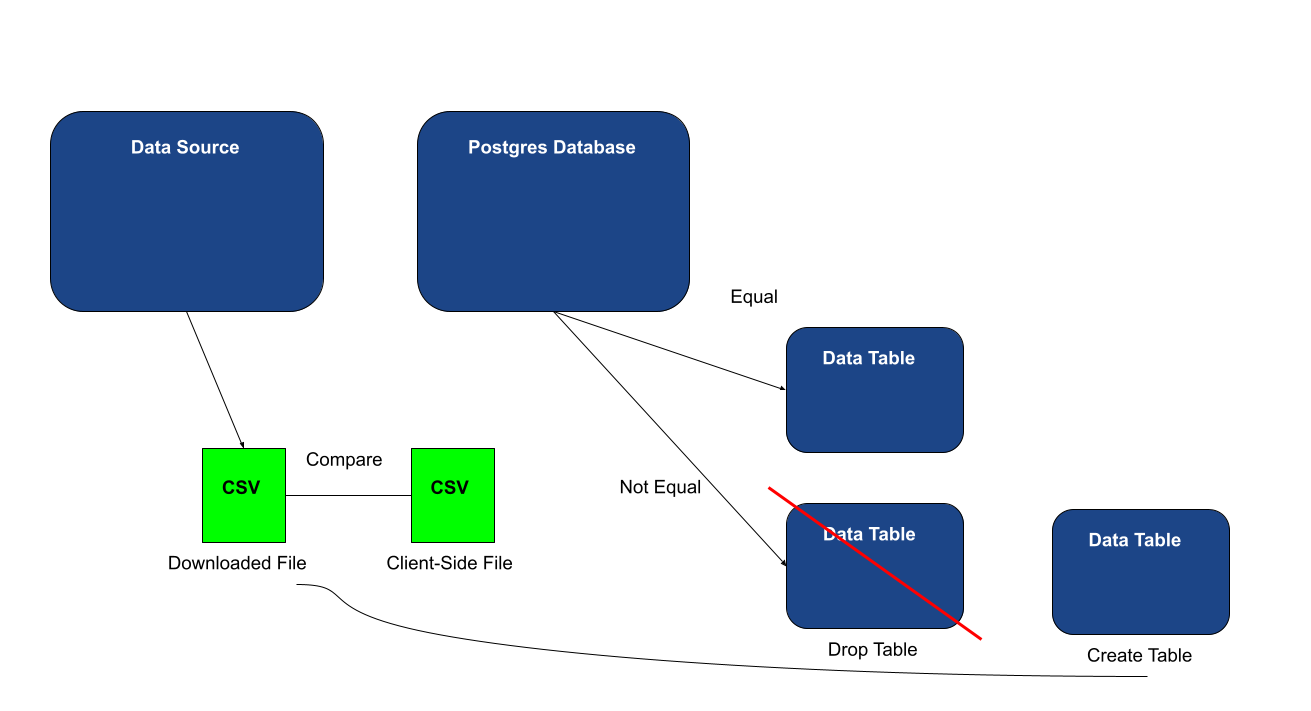 Data Source
Postgres Database
Equal
Data Table
Compare
CSV
CSV
Not Equal
Data Table
Data Table
Downloaded File
Client-Side File
Drop Table
Create Table